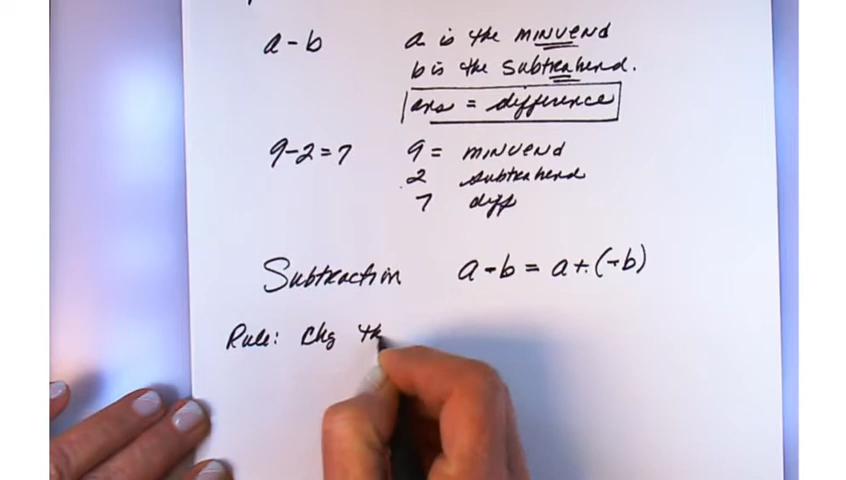 a - b a is the minuend
b is the subtrahend.
ans = difference
9-2=7 9 = minuend
2 subtrahend
7 diff
Subtraction a - b = a + (-b)
Rule: Chg th